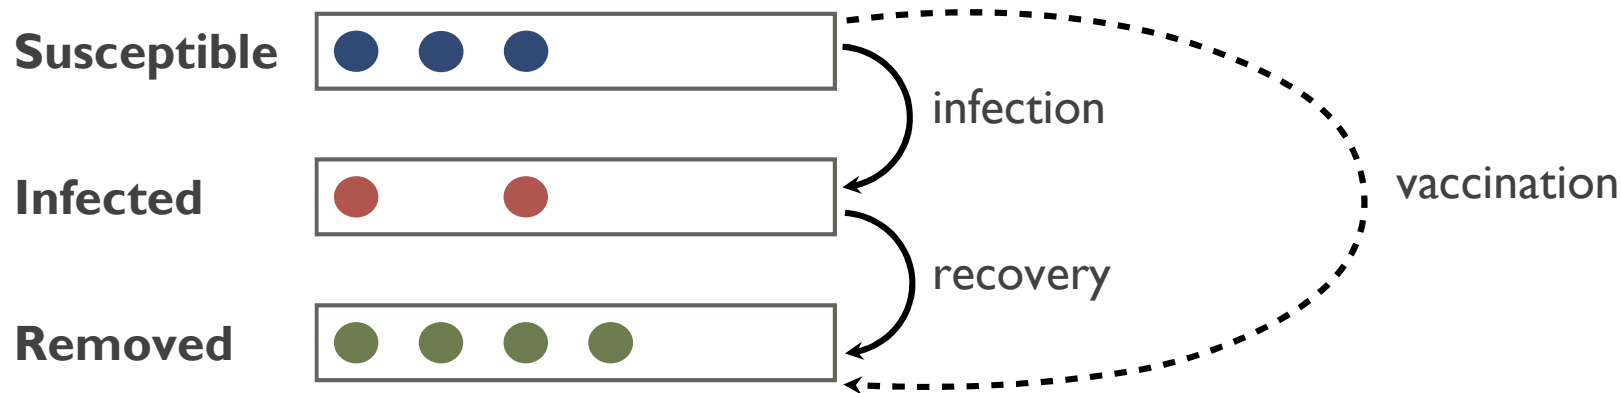 Susceptible
infection
Infected
vaccination
recovery
Removed